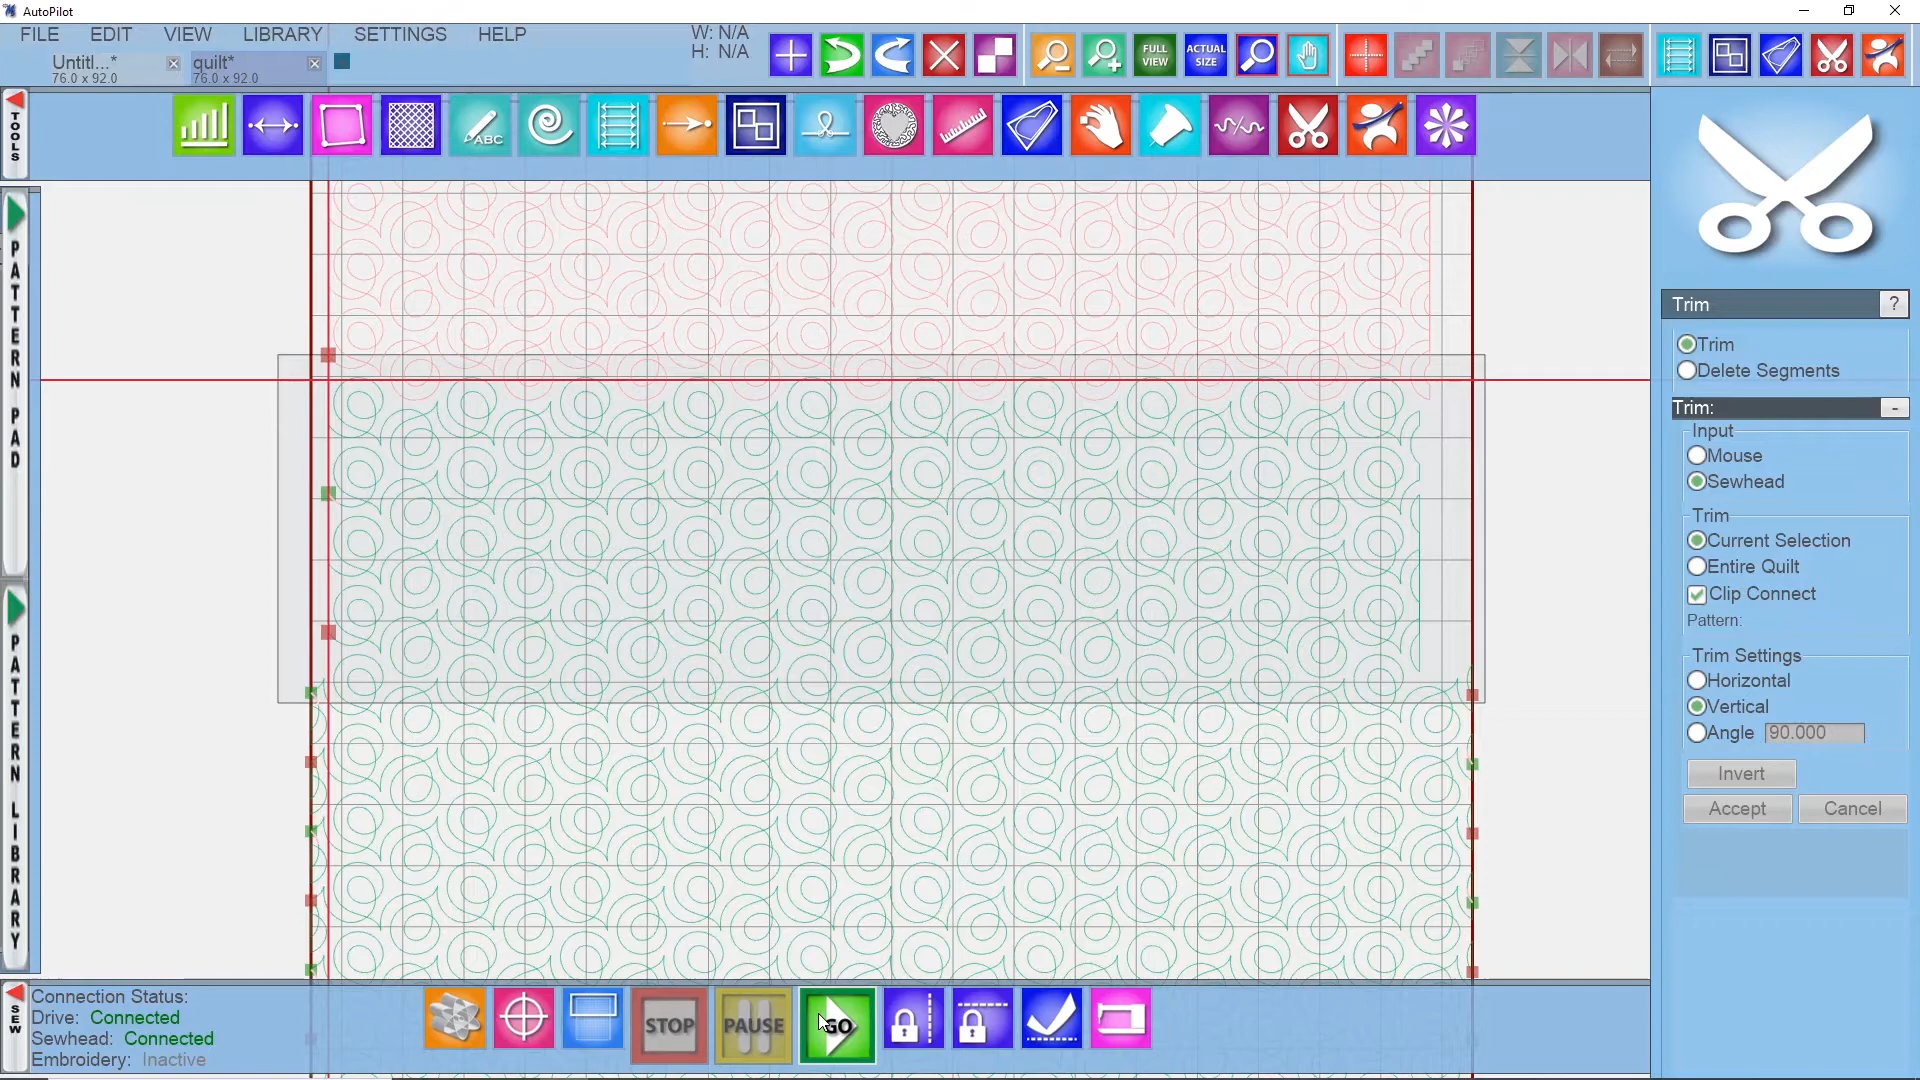 AutoPilot
FILE EDIT VIEW LIBRARY SETTINGS HELP
W: N/A
H: N/A
Untitl...*
76.0 x 92.0
quilt*
76.0 x 92.0
FULL VIEW
ACTUAL SIZE
TOOLS
ABC
PATTERN PAD
PATTERN LIBRARY
Trim
?
Trim
Delete Segments
Trim:
-
Input
Mouse
Sewhead
Trim
Current Selection
Entire Quilt
Clip Connect
Pattern:
Trim Settings
Horizontal
Vertical
Angle 90.000
Invert
Accept Cancel
SEW
Connection Status:
Drive: Connected
Sewhead: Connected
Embroidery: Inactive
STOP
PAUSE
GO